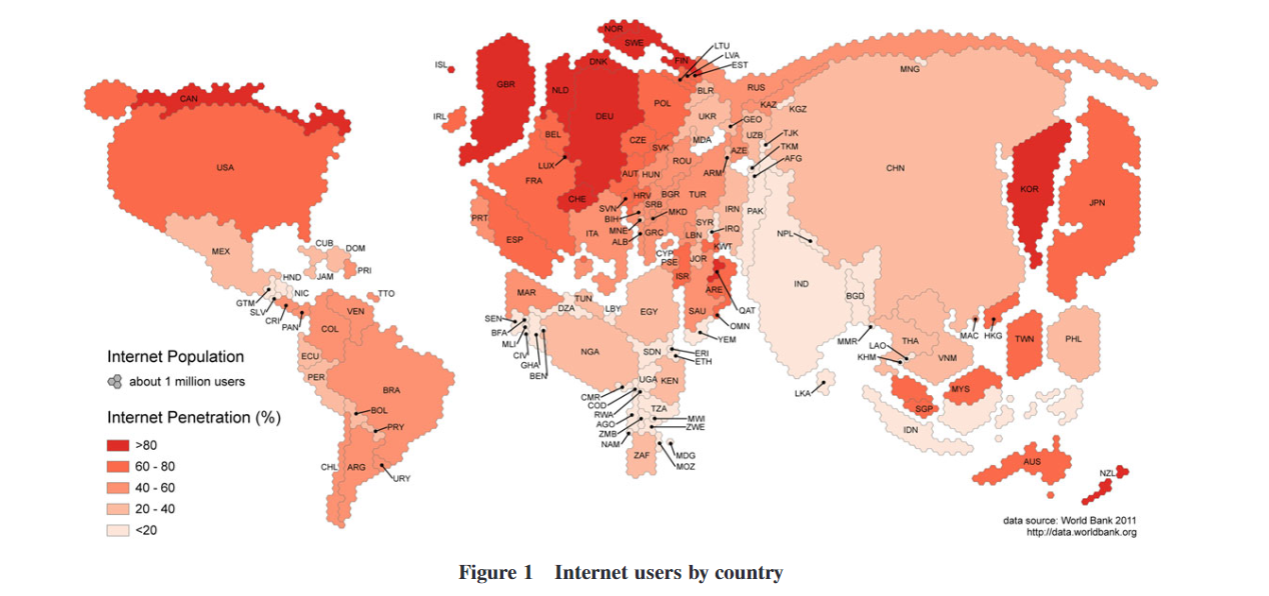 NOR
SWE
LTU
LVA
EST
FIN
ISL
DNK
MNG
GBR
NLD
RUS
BLR
CAN
POL
KAZ
KGZ
IRL
DEU
UKR
GEO
BEL
CZE
MDA
UZB
TJK
SVK
AZE
TKM
LUX
ROU
AFG
USA
FRA
AUT
HUN
ARM
CHN
CHE
HRV
BGR
TUR
KOR
SVN
SRB
IRN
PAK
JPN
PRT
BIH
MKD
SYR
MNE
GRC
IRQ
NPL
ESP
ITA
ALB
LBN
CUB
DOM
MEX
CYP
KWT
PSE
JOR
JAM
PRI
HND
ISR
IND
NIC
MAR
ARE
BGD
GTM
TTO
TUN
SLV
DZA
LBY
EGY
SAU
QAT
VEN
CRI
SEN
OMN
PAN
COL
BFA
MAC
HKG
YEM
MMR
TWN
PHL
MLI
THA
LAO
CIV
NGA
SDN
ERI
KHM
VNM
ECU
GHA
ETH
Internet Population
BEN
PER
UGA
KEN
about 1 million users
BRA
CMR
LKA
MYS
COD
BOL
RWA
TZA
SGP
Internet Penetration (%)
AGO
MWI
PRY
ZMB
ZWE
IDN
NAM
>80
ZAF
MDG
60 - 80
CHL
ARG
MOZ
AUS
URY
NZL
40 - 60
20 - 40
<20
data source: World Bank 2011
http://data.worldbank.org
Figure 1 Internet users by country